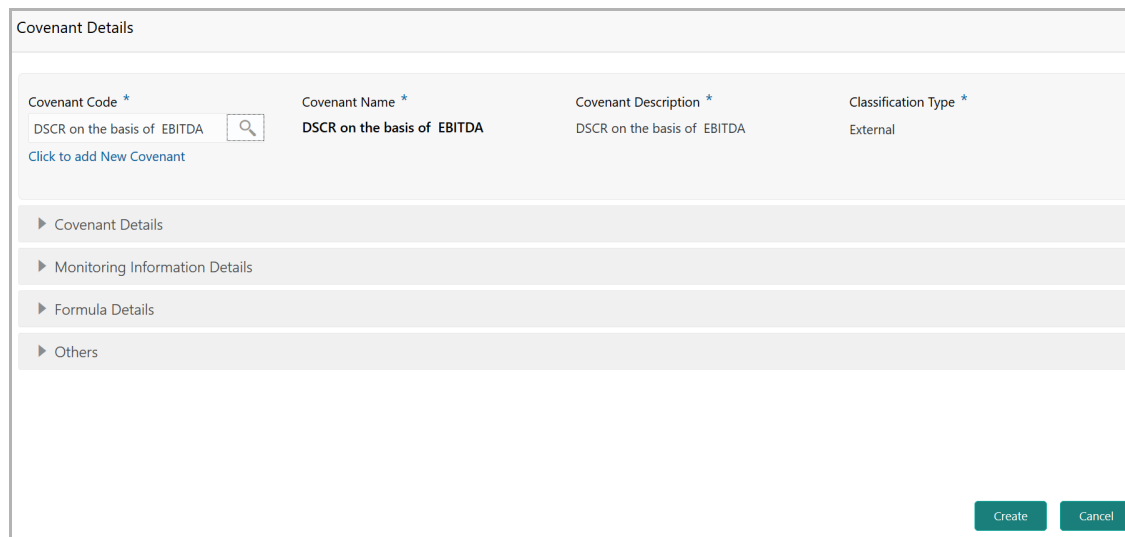 Covenant Details
Covenant Code * Covenant Name * Covenant Description * Classification Type *
DSCR on the basis of  EBITDA DSCR on the basis of  EBITDA DSCR on the basis of  EBITDA External
Click to add New Covenant
Covenant Details
Monitoring Information Details
Formula Details
Others
Create Cancel